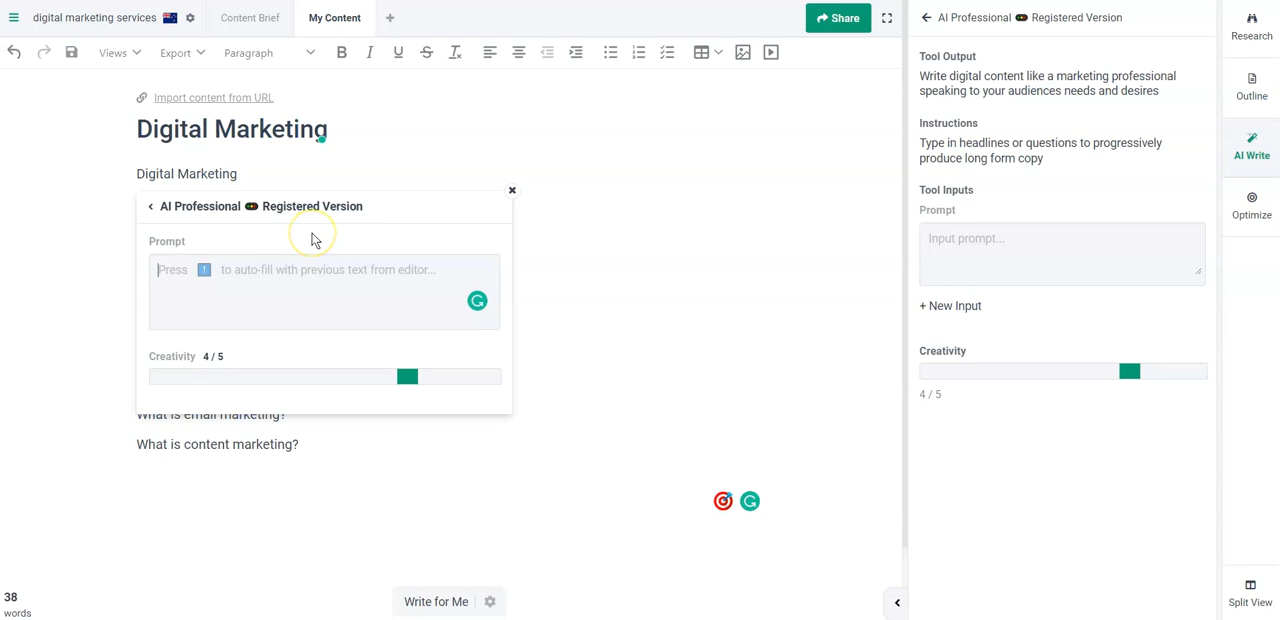 digital marketing services
Content Brief
My Content
Share
AI Professional Registered Version
Research
Views
Export
Paragraph
Tool Output
Write digital content like a marketing professional
speaking to your audiences needs and desires
Import content from URL
Digital Marketing
Outline
Instructions
Type in headlines or questions to progressively
produce long form copy
AI Write
Digital Marketing
Tool Inputs
AI Professional Registered Version
Prompt
Optimize
Prompt
Input prompt...
Press ↑ to auto-fill with previous text from editor...
+ New Input
Creativity 4 / 5
Creativity
4 / 5
What is email marketing?
What is content marketing?
38
words
Write for Me
Split View